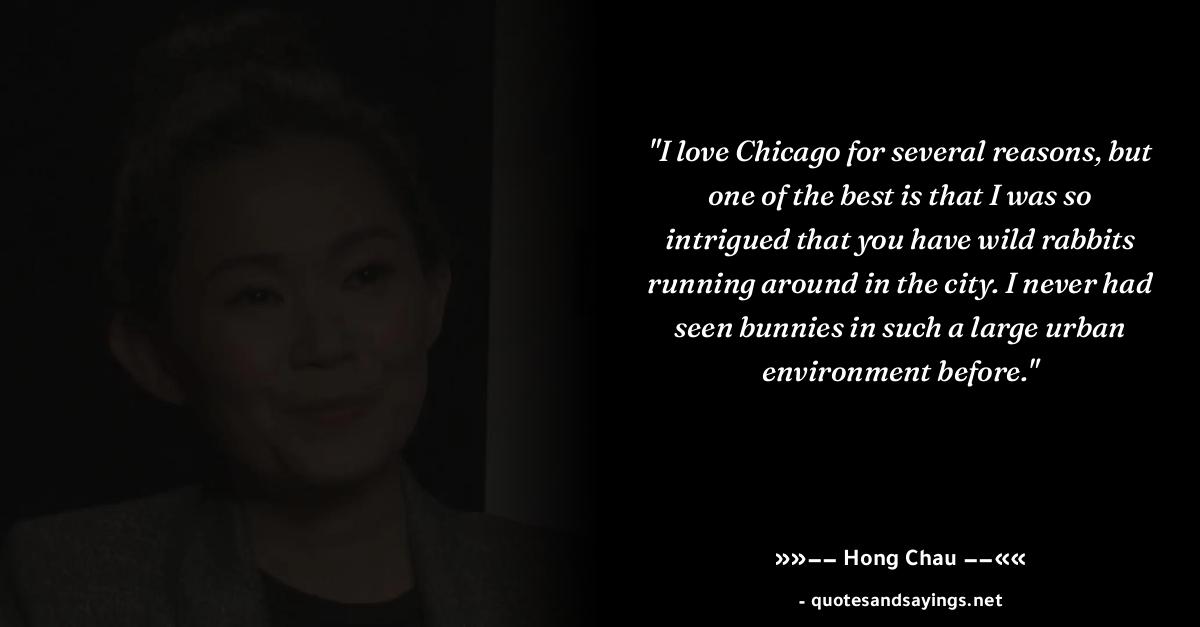 "I love Chicago for several reasons, but
one of the best is that I was so
intrigued that you have wild rabbits
running around in the city. I never had
seen bunnies in such a large urban
environment before."
»»—— Hong Chau ——««
- quotesandsayings.net